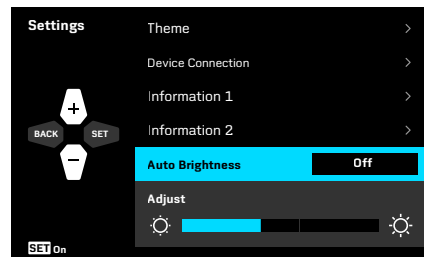 Settings
Theme
Device Connection
Information 1
Information 2
BACK
SET
Auto Brightness Off
Adjust
SET On